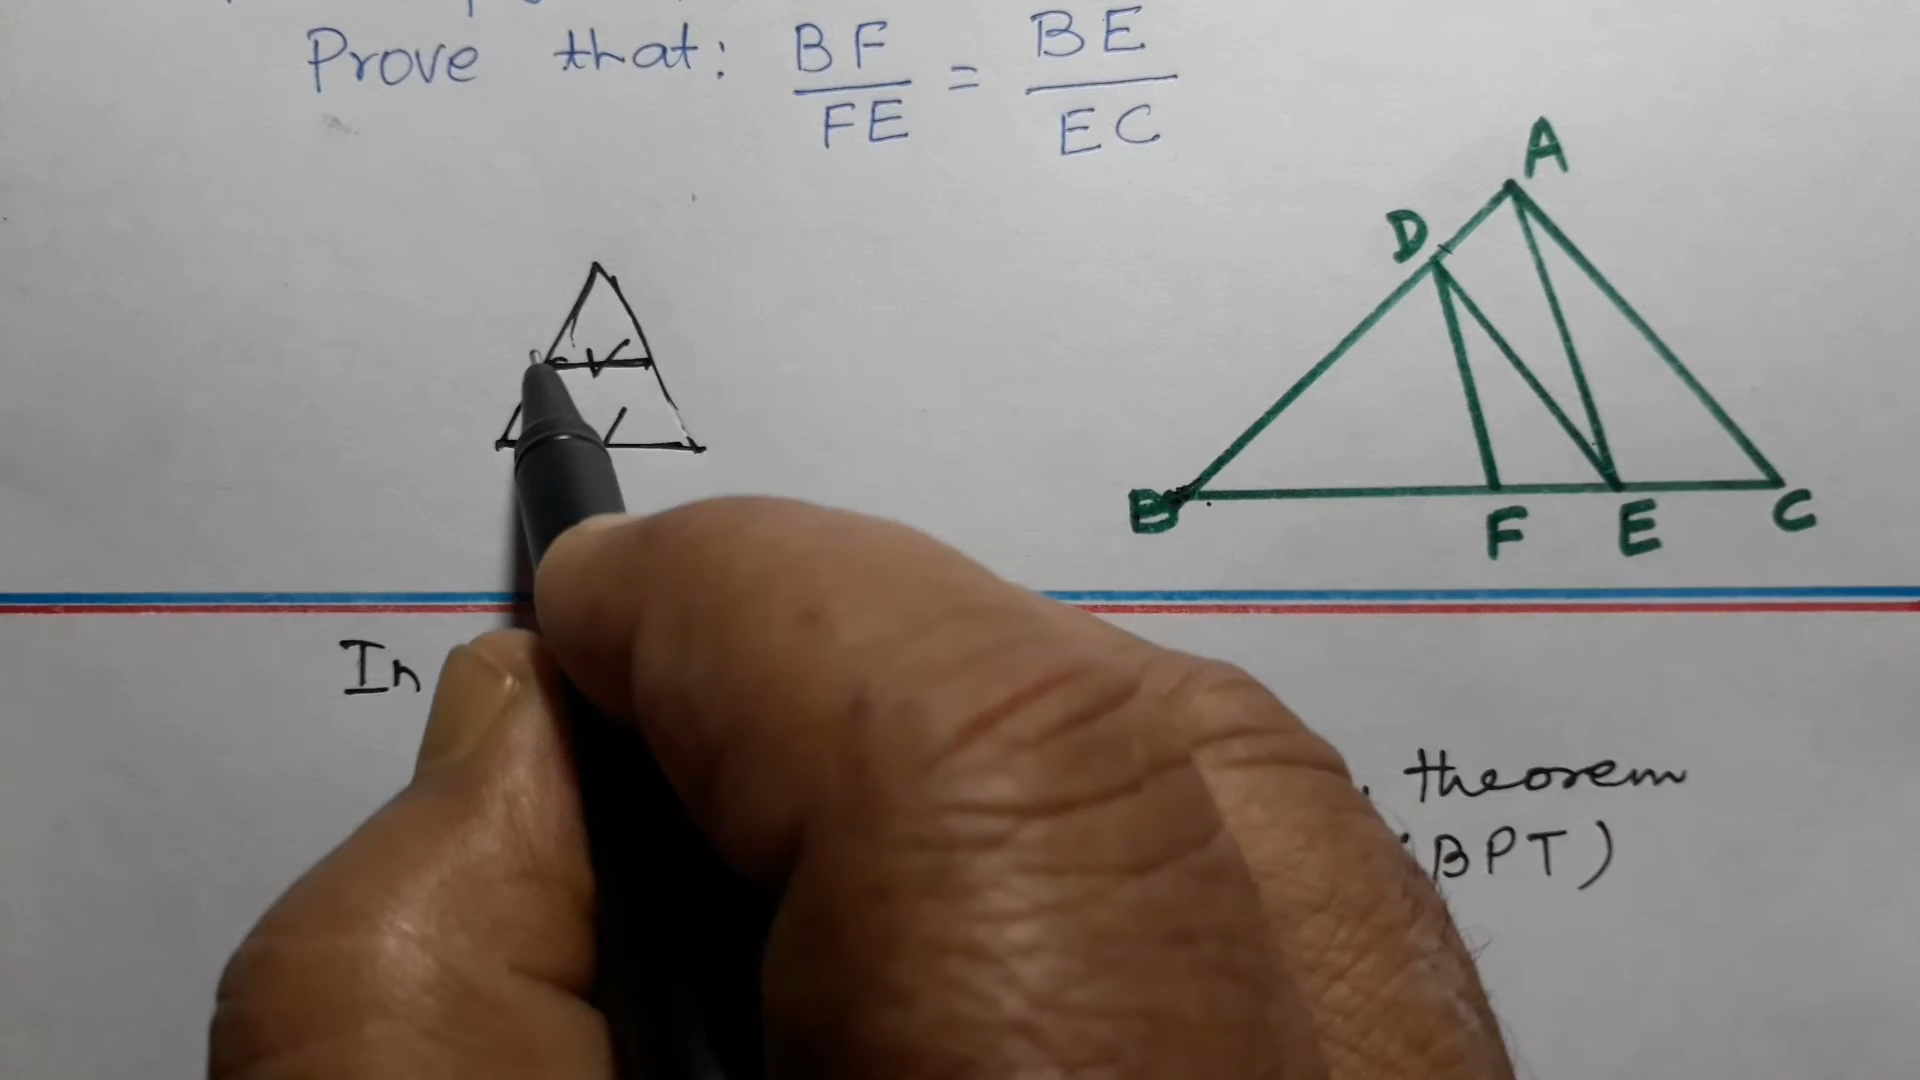 Prove that: BF/FE = BE/EC
A
D
B F E C
In
theorem
(BPT)